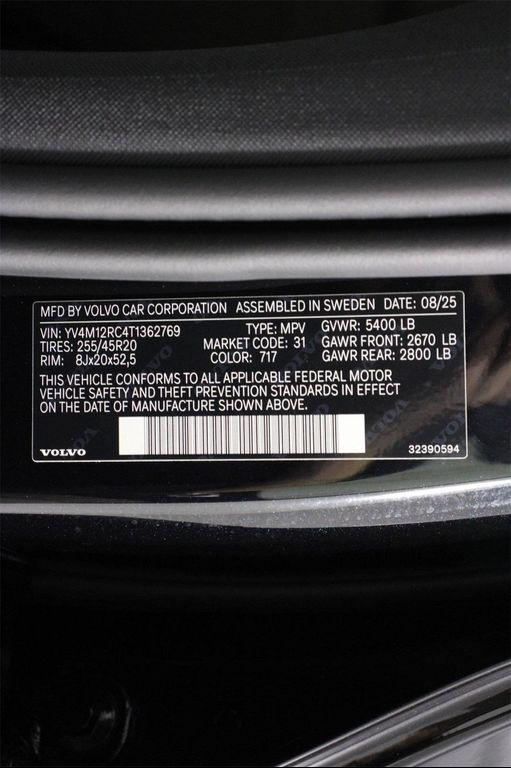 MFD BY VOLVO CAR CORPORATION ASSEMBLED IN SWEDEN DATE: 08/25
VIN: YV4M12RC4T1362769 TYPE: MPV GVWR: 5400 LB
TIRES: 255/45R20 MARKET CODE: 31 GAWR FRONT: 2670 LB
RIM: 8Jx20x52,5 COLOR: 717 GAWR REAR: 2800 LB
THIS VEHICLE CONFORMS TO ALL APPLICABLE FEDERAL MOTOR
VEHICLE SAFETY AND THEFT PREVENTION STANDARDS IN EFFECT
ON THE DATE OF MANUFACTURE SHOWN ABOVE.
VOLVO 32390594